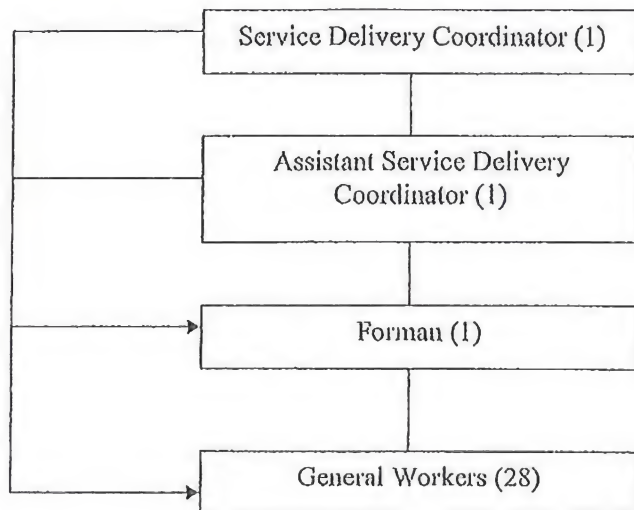 Service Delivery Coordinator (1)
Assistant Service Delivery
Coordinator (1)
Forman (1)
General Workers (28)